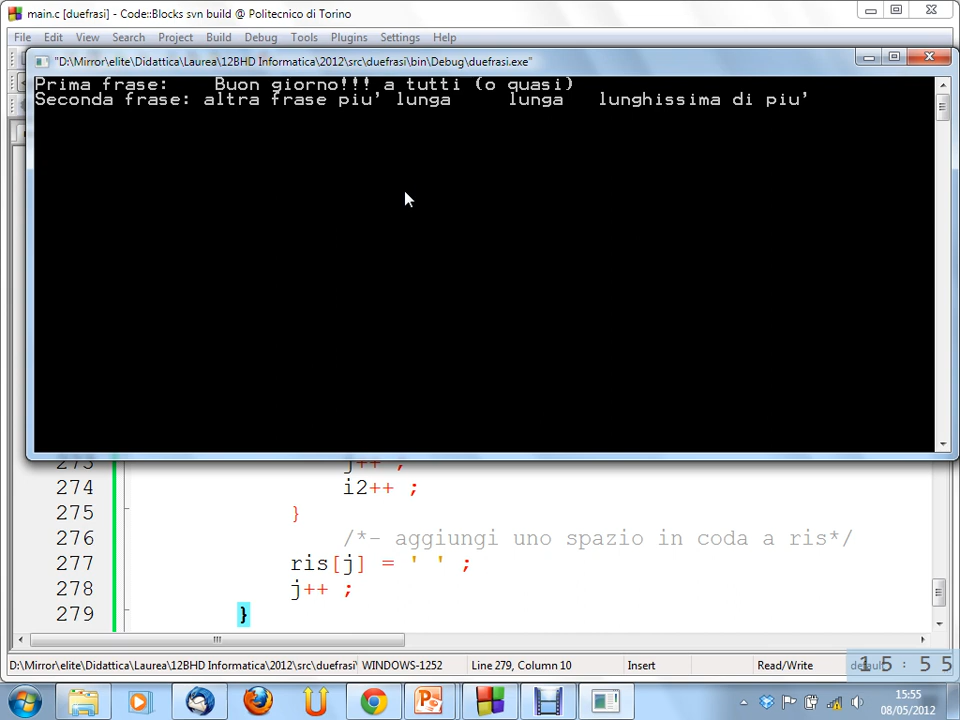 main.c [duefrasi] - Code::Blocks svn build @ Politecnico di Torino
File Edit View Search Project Build Debug Tools Plugins Settings Help
"D:\Mirror\elite\Didattica\Laurea\12BHD Informatica\2012\src\duefrasi\bin\Debug\duefrasi.exe"
Prima frase:    Buon giorno!!! a tutti (o quasi)
Seconda frase: altra frase piu' lunga     lunga   lunghissima di piu'
273 j++ ;
274 i2++ ;
275 }
276 /*- aggiungi uno spazio in coda a ris*/
277 ris[j] = ' ' ;
278 j++ ;
279 }
D:\Mirror\elite\Didattica\Laurea\12BHD Informatica\2012\src\duefrasi\ WINDOWS-1252 Line 279, Column 10 Insert Read/Write default
15:55
15:55
08/05/2012